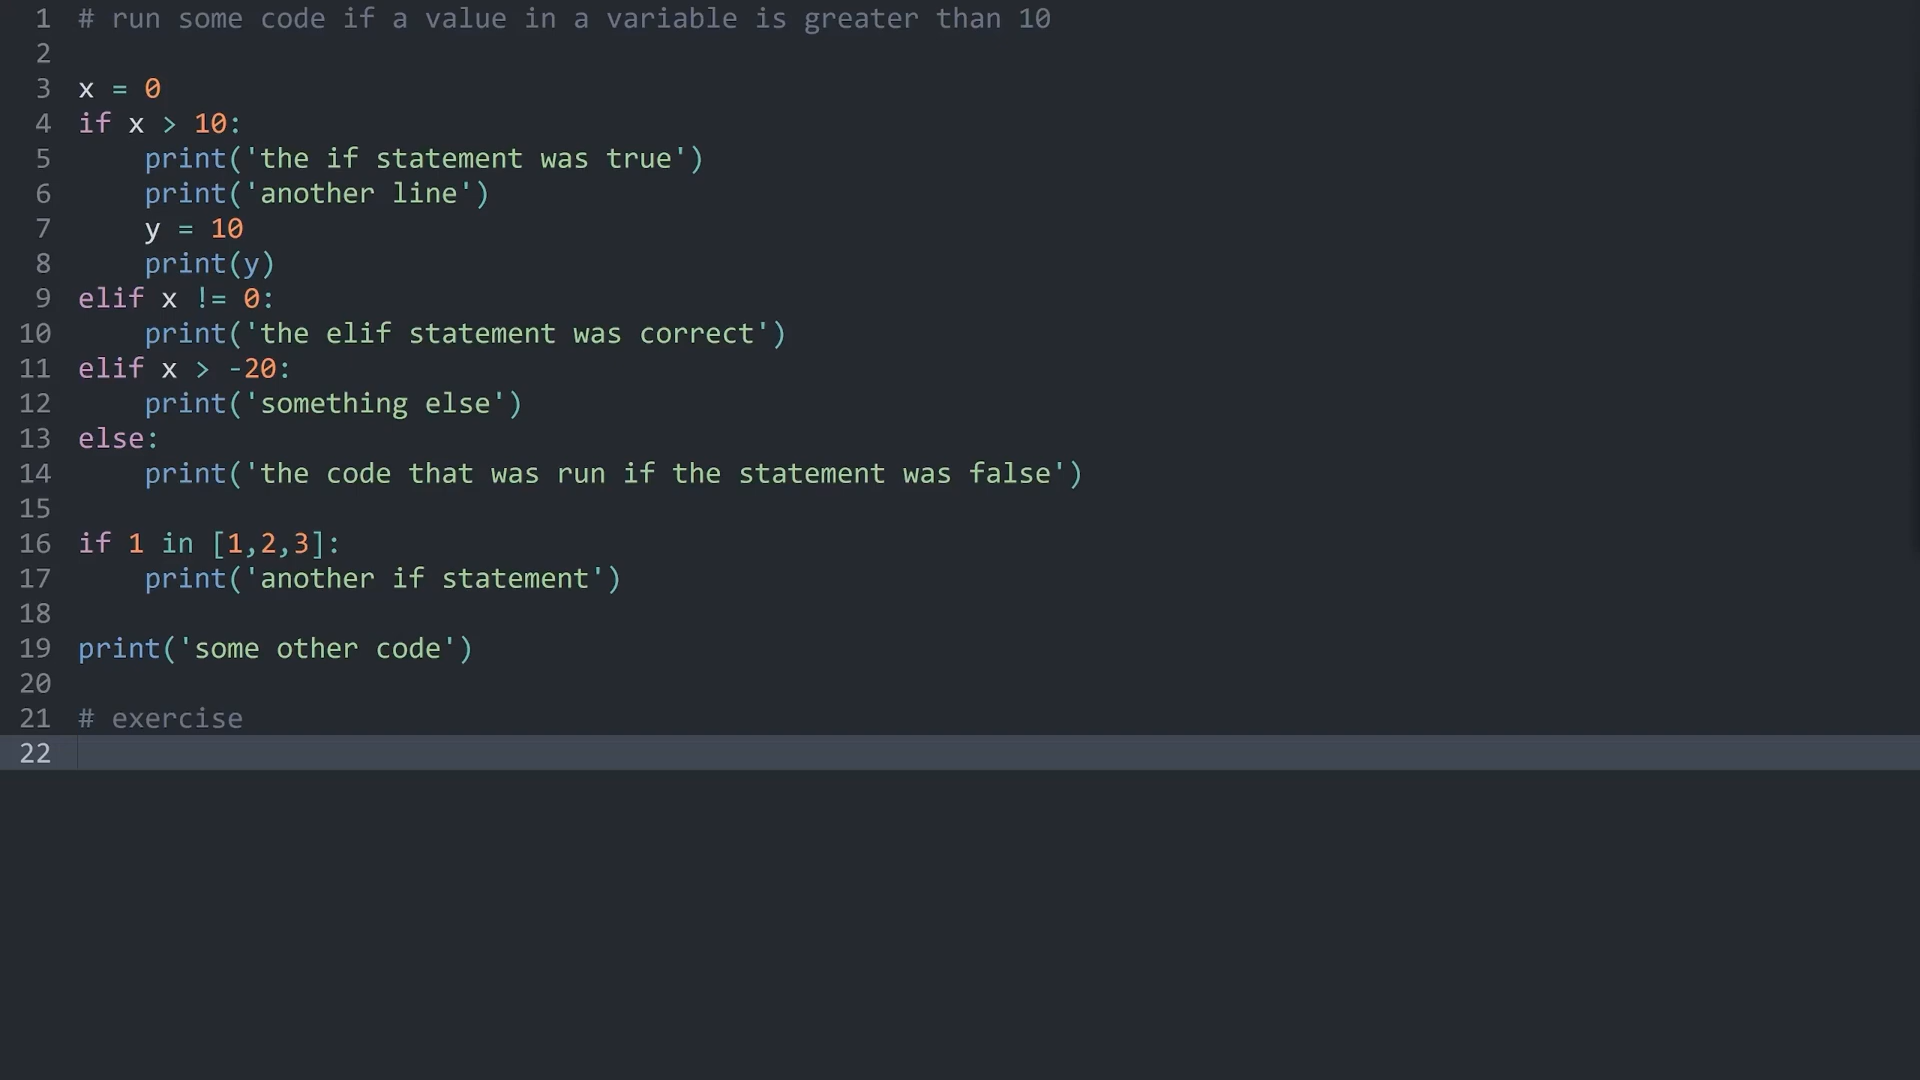 1 # run some code if a value in a variable is greater than 10
2
3 x = 0
4 if x > 10:
5     print('the if statement was true')
6     print('another line')
7     y = 10
8     print(y)
9 elif x != 0:
10     print('the elif statement was correct')
11 elif x > -20:
12     print('something else')
13 else:
14     print('the code that was run if the statement was false')
15
16 if 1 in [1,2,3]:
17     print('another if statement')
18
19 print('some other code')
20
21 # exercise
22